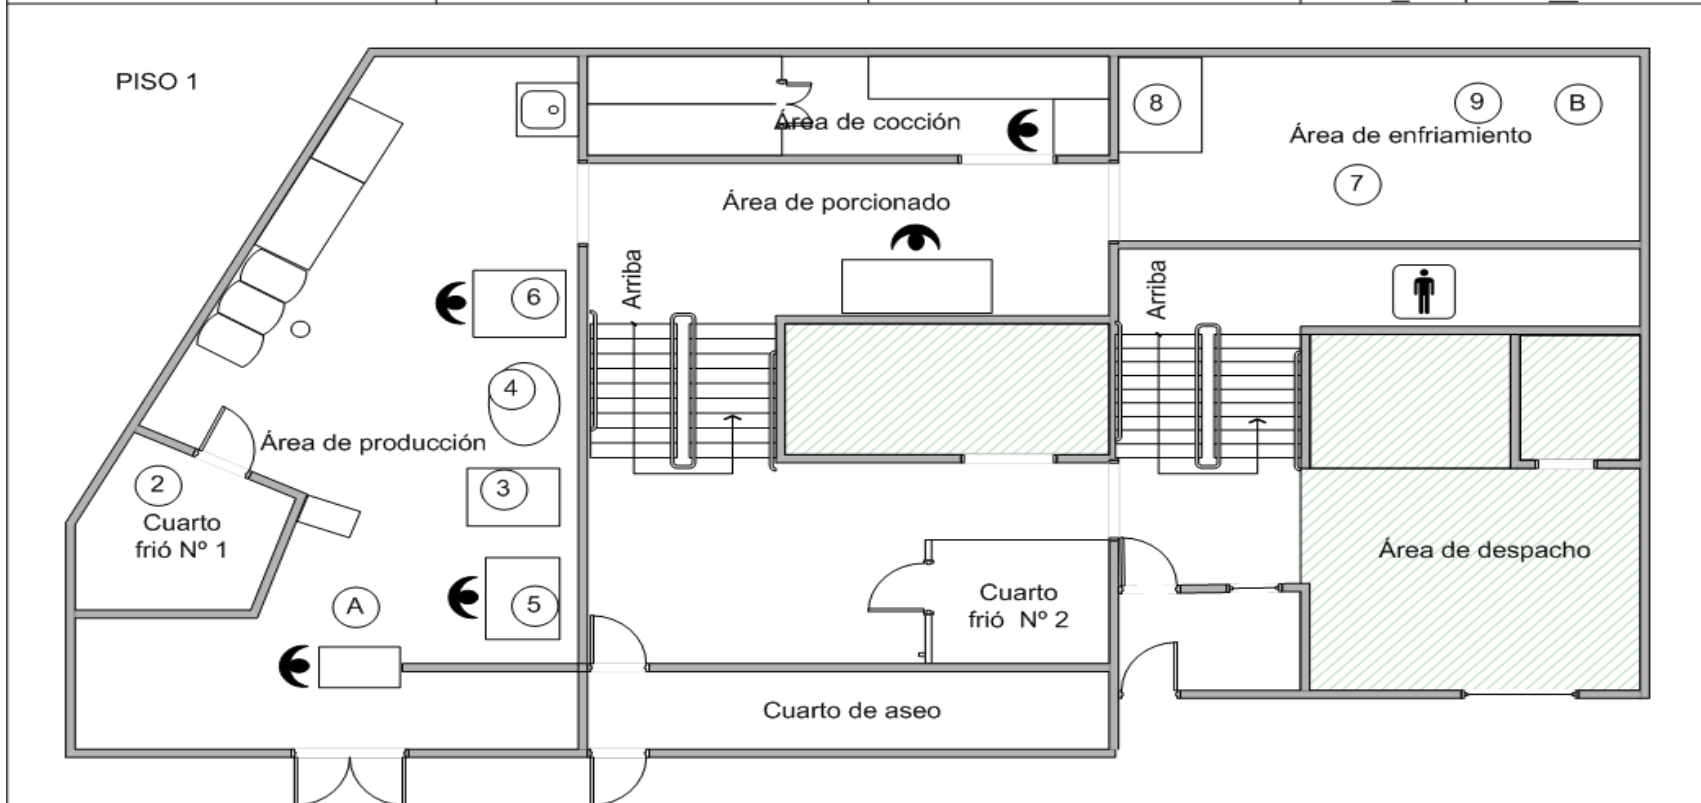 PISO 1
8
9
B
Área de cocción
Área de enfriamiento
7
Área de porcionado
Arriba
Arriba
6
4
Área de producción
2
3
Cuarto
frió Nº 1
Área de despacho
A
5
Cuarto
frió Nº 2
Cuarto de aseo